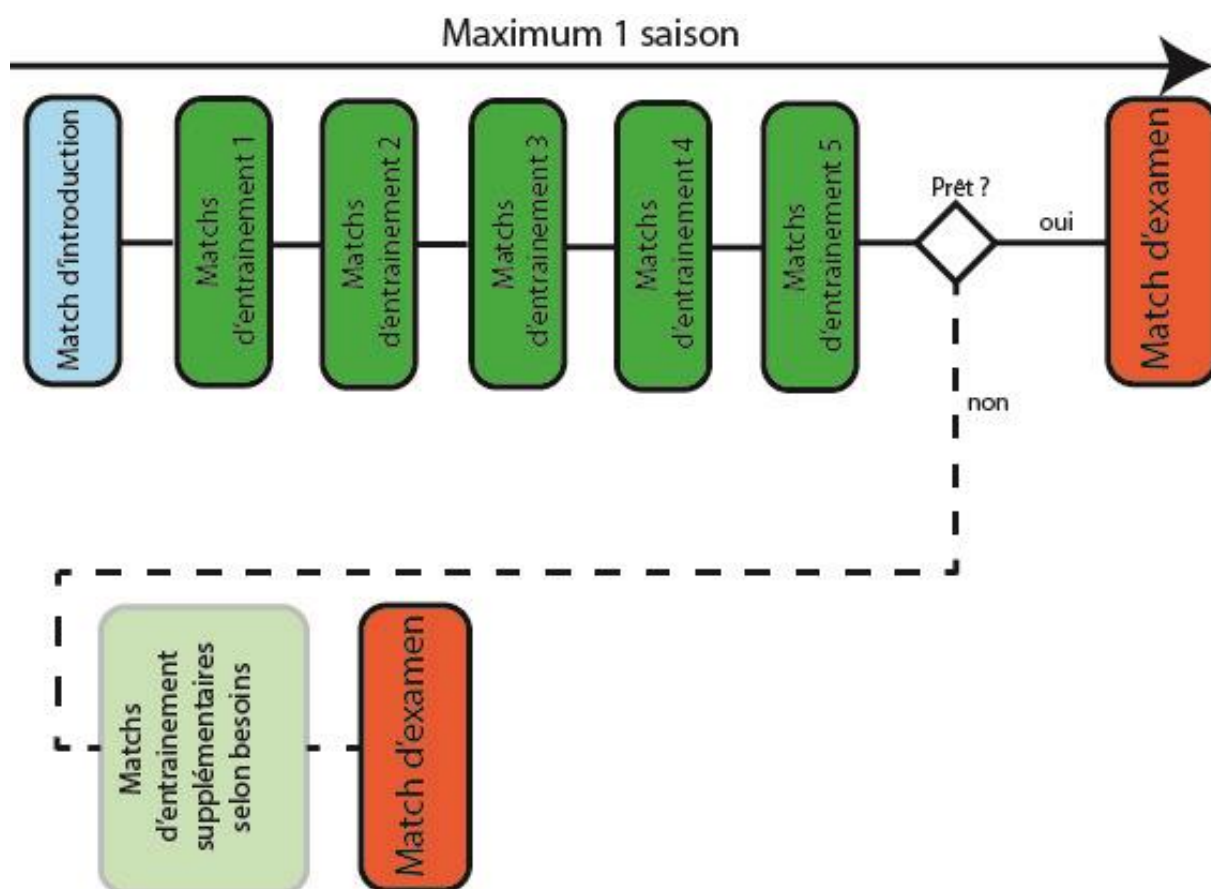 Maximum 1 saison
Match d'introduction
Matchs
d'entrainement 1
Matchs
d'entrainement 2
Matchs
d'entrainement 3
Matchs
d'entrainement 4
Matchs
d'entrainement 5
Prêt ?
oui
Match d'examen
non
Matchs
d'entrainement
supplémentaires
selon besoins
Match d'examen